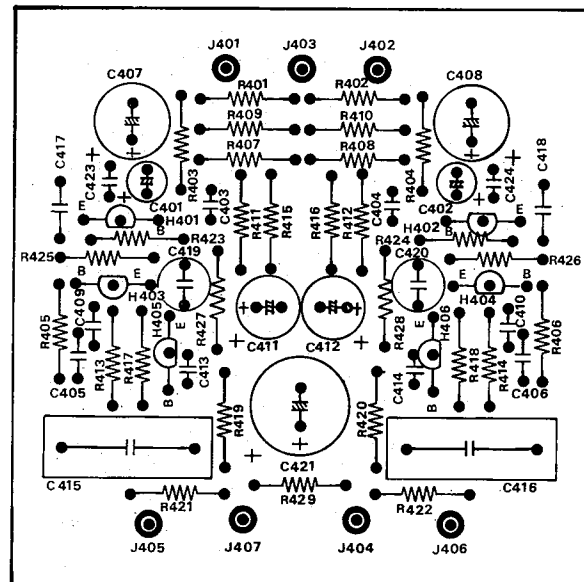 J401 J403 J402
C407 R401 R402 C408
R409 R410
R407 R408
C417 C423 R403 C403 R404 C424 C418
C401 R411 R415 R416 R412 C404 C402
E H401 B H402 E B
R425 R423 R424 R426
C419 C420
B E H403 E H404 B
R405 C409 H405 E R427 R428 E H406 C410 R406
C411 C412
C405 R413 R417 B C413 C414 B R418 R414 C406
R419 R420
C415 C421 C416
R421 R429 R422
J405 J407 J404 J406